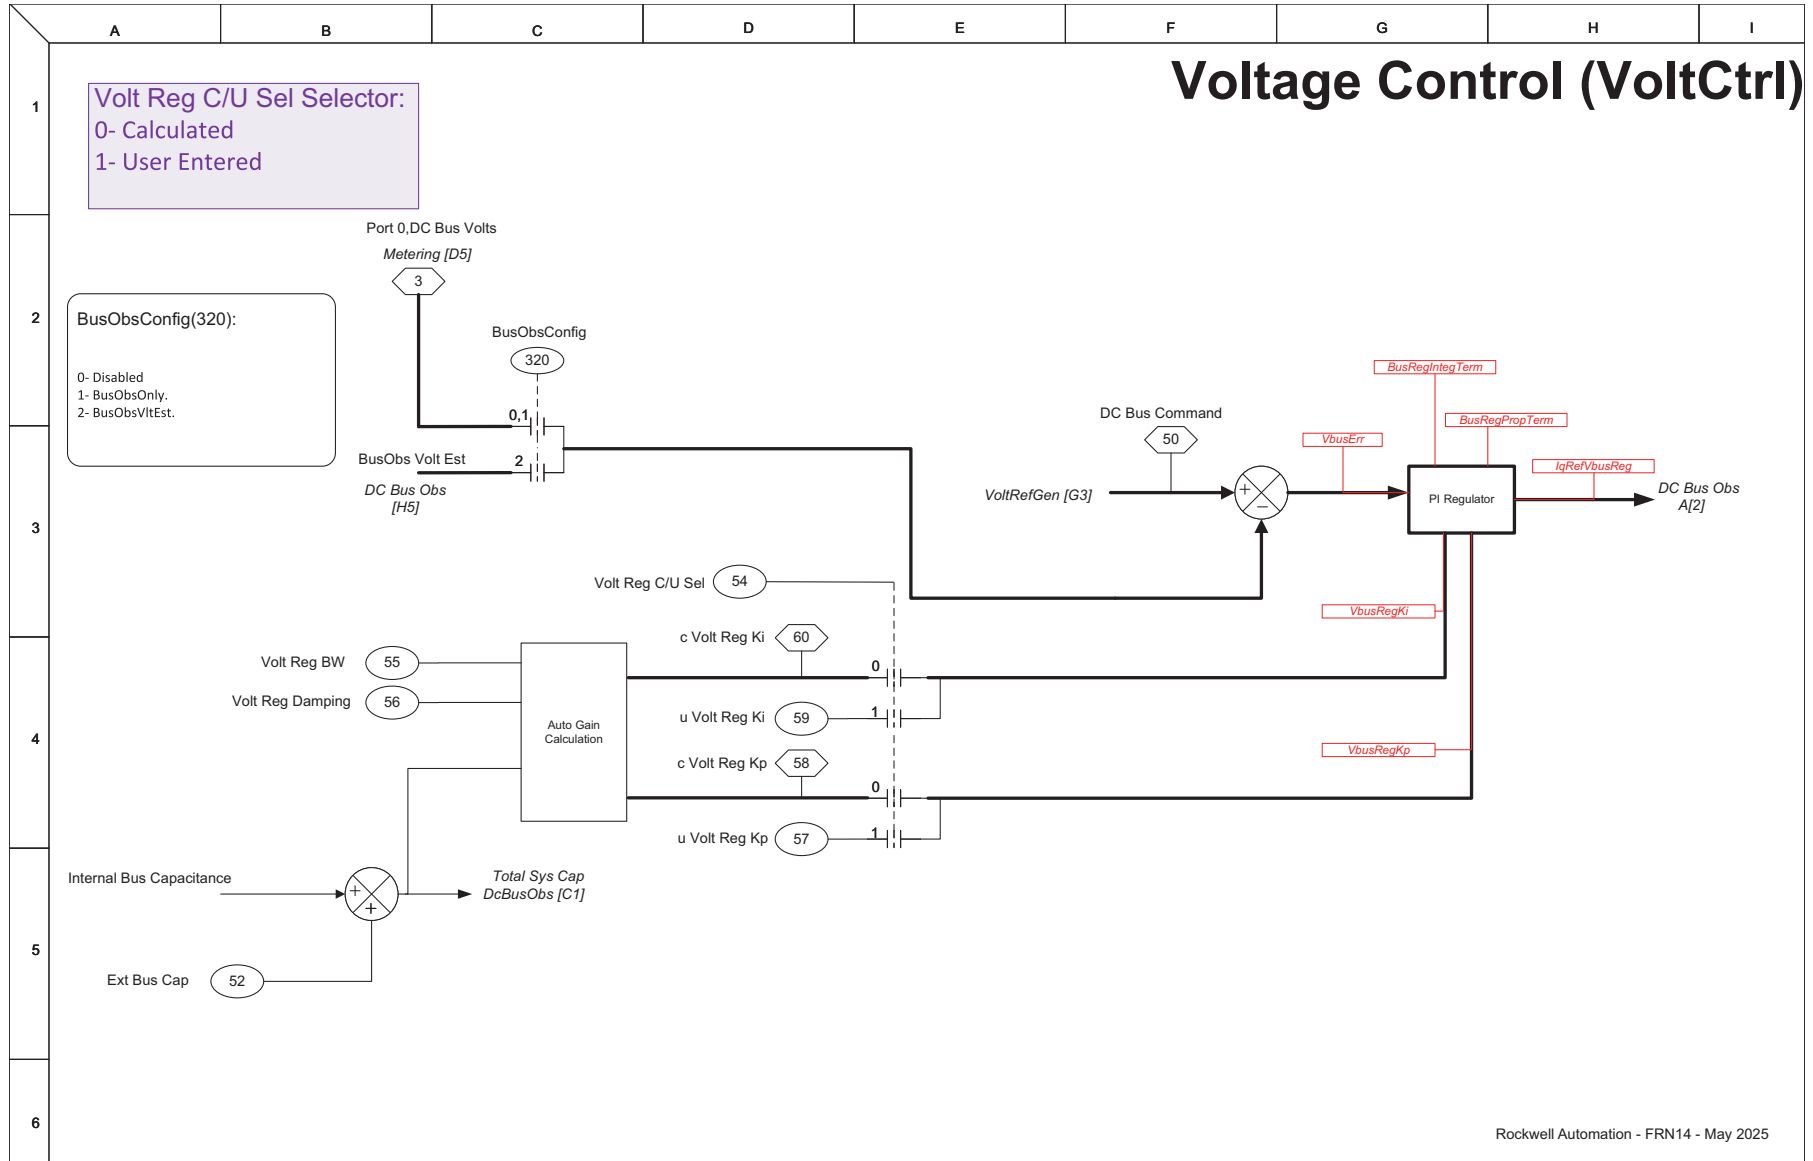 A B C D E F G H I
Voltage Control (VoltCtrl)
1
Volt Reg C/U Sel Selector:
0- Calculated
1- User Entered
Port 0,DC Bus Volts
Metering [D5]
3
2
BusObsConfig(320):
0- Disabled
1- BusObsOnly.
2- BusObsVltEst.
BusObsConfig
320
0,1
BusObs Volt Est
2
DC Bus Obs
[H5]
BusRegIntegTerm
BusRegPropTerm
DC Bus Command
50
VbusErr
IqRefVbusReg
VoltRefGen [G3]
+
−
PI Regulator
DC Bus Obs
A[2]
3
Volt Reg C/U Sel
54
VbusRegKi
c Volt Reg Ki
60
0
Volt Reg BW
55
Volt Reg Damping
56
u Volt Reg Ki
59
1
Auto Gain
Calculation
4
VbusRegKp
c Volt Reg Kp
58
0
u Volt Reg Kp
57
1
Internal Bus Capacitance
+
+
Total Sys Cap
DcBusObs [C1]
5
Ext Bus Cap
52
6
Rockwell Automation - FRN14 - May 2025